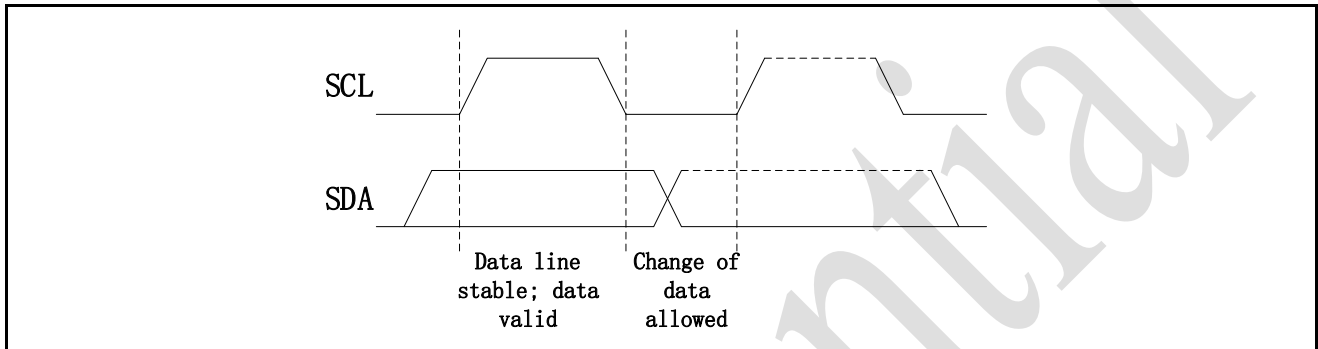 SCL
SDA
Data line
stable; data
valid
Change of
data
allowed